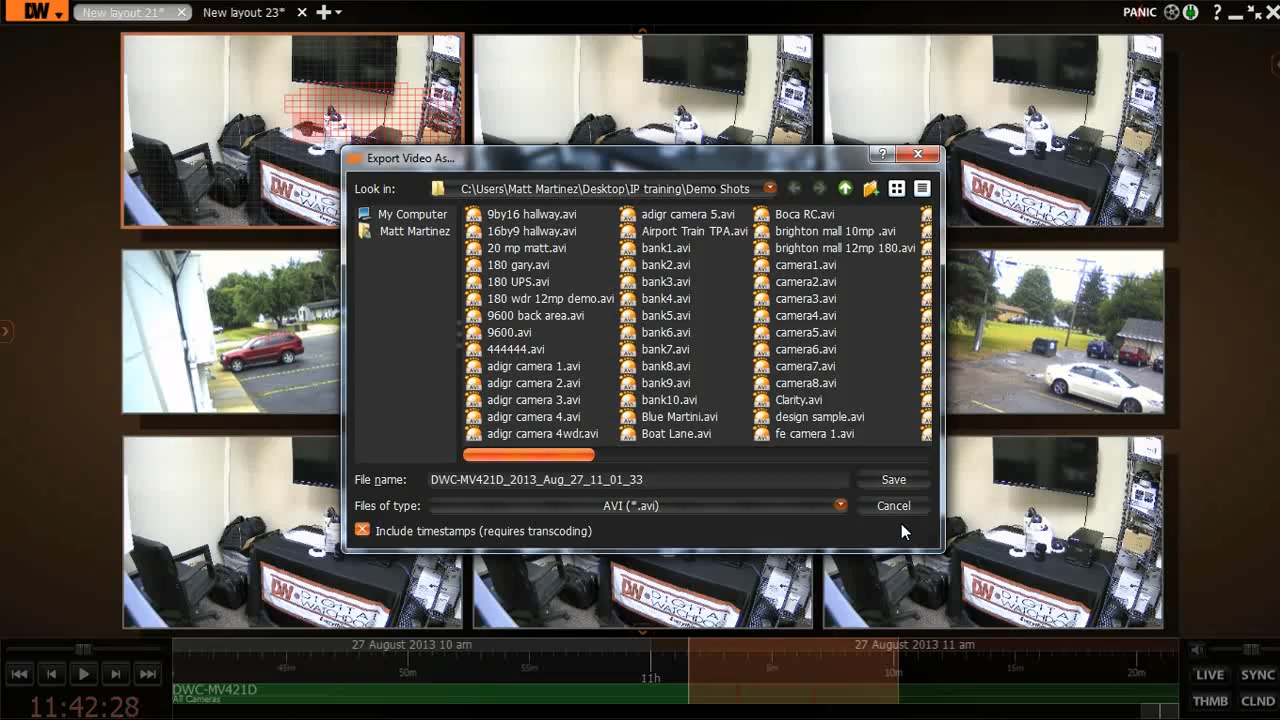 DW New layout 21* New layout 23* PANIC ?
Export Video As... ?
Look in: C:\Users\Matt Martinez\Desktop\IP training\Demo Shots
My Computer
Matt Martinez
9by16 hallway.avi
16by9 hallway.avi
20 mp matt.avi
180 gary.avi
180 UPS.avi
180 wdr 12mp demo.avi
9600 back area.avi
9600.avi
444444.avi
adigr camera 1.avi
adigr camera 2.avi
adigr camera 3.avi
adigr camera 4.avi
adigr camera 4wdr.avi
adigr camera 5.avi
Airport Train TPA.avi
bank1.avi
bank2.avi
bank3.avi
bank4.avi
bank5.avi
bank6.avi
bank7.avi
bank8.avi
bank9.avi
bank10.avi
Blue Martini.avi
Boat Lane.avi
Boca RC.avi
brighton mall 10mp .avi
brighton mall 12mp 180.avi
camera1.avi
camera2.avi
camera3.avi
camera4.avi
camera5.avi
camera6.avi
camera7.avi
camera8.avi
Clarity.avi
design sample.avi
fe camera 1.avi
File name: DWC-MV421D_2013_Aug_27_11_01_33 Save
Files of type: AVI (*.avi) Cancel
Include timestamps (requires transcoding)
DW DIGITAL
WATCHDOG
DW DIGITAL
WATCHDOG
DW DIGITAL
WATCHDOG
27 August 2013 10 am 27 August 2013 11 am
45m 50m 55m 11h 5m 15m 20m
DWC-MV421D
All Cameras
11:42:28
LIVE SYNC
THMB CLND